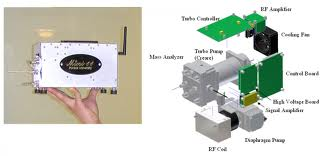 Mini 11
Turbo Controller
RF Amplifier
Cooling Fan
Mass Analyzer
Turbo Pump
(Creare)
Control Board
High Voltage Board
Signal Amplifier
Diaphragm Pump
RF Coil